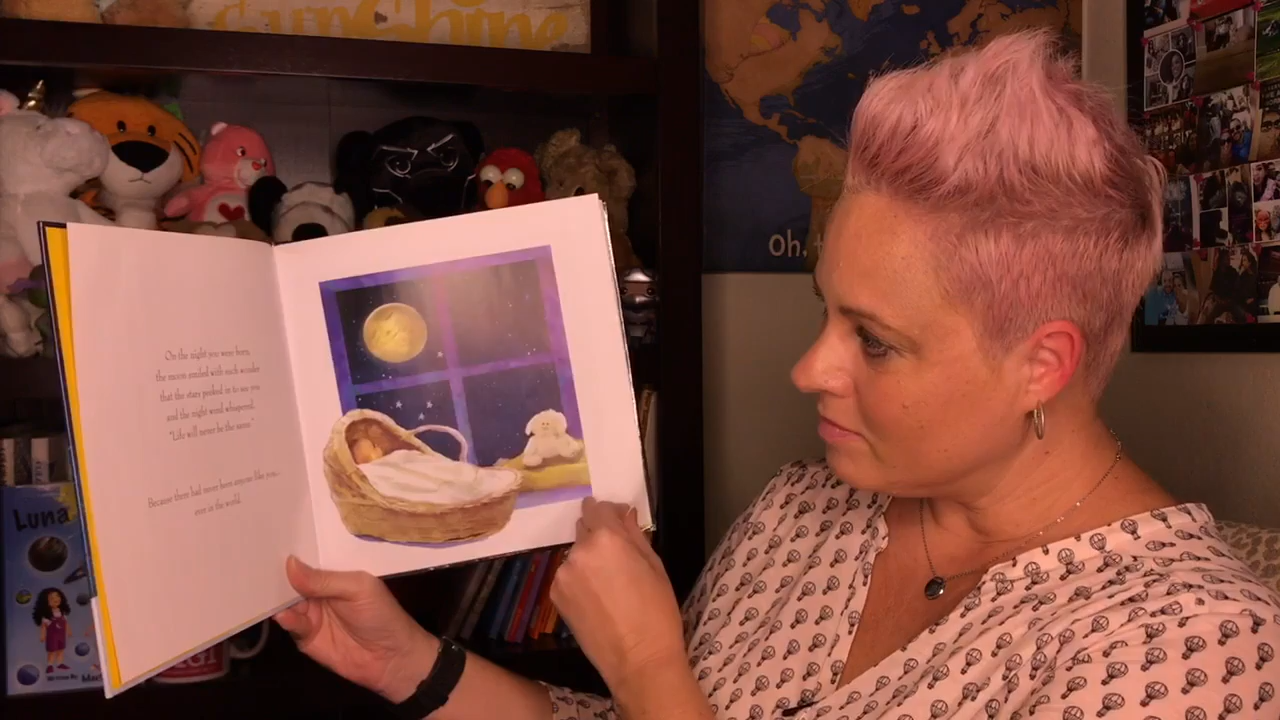 Sunshine
Oh,
On the night you were born,
the moon smiled with such wonder
that the stars peeked in to see you
and the night wind whispered,
"Life will never be the same."
Because there had never been anyone like you...
ever in the world.
Luna
Written By